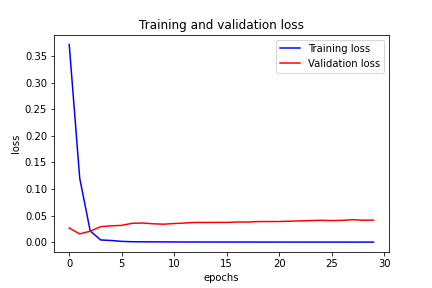 Training and validation loss
Training loss
Validation loss
0.35
0.30
0.25
0.20
0.15
0.10
0.05
0.00
loss
0 5 10 15 20 25 30
epochs